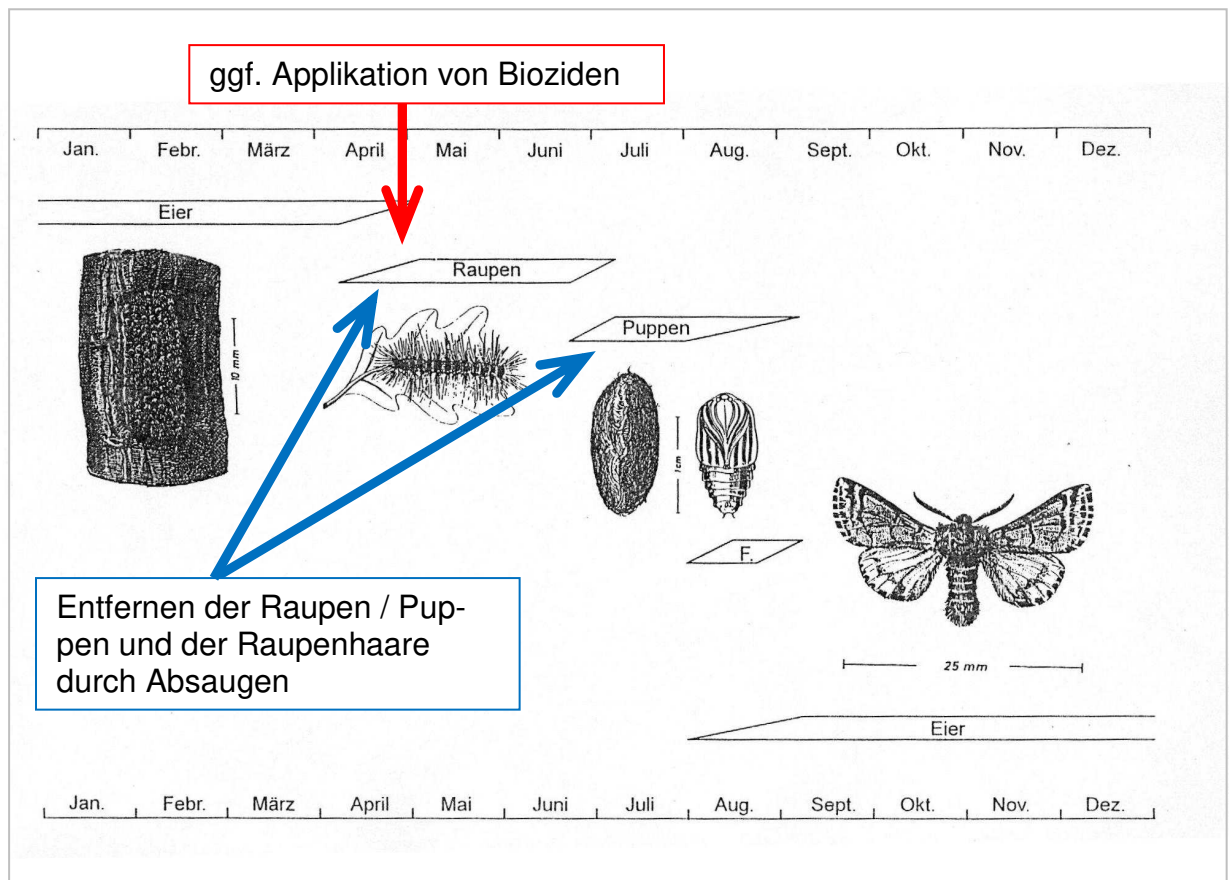 ggf. Applikation von Bioziden
Jan. Febr. März April Mai Juni Juli Aug. Sept. Okt. Nov. Dez.
Eier
Raupen
Puppen
10 mm
1cm
F.
Entfernen der Raupen / Pup-
pen und der Raupenhaare
durch Absaugen
25 mm
Eier
Jan. Febr. März April Mai Juni Juli Aug. Sept. Okt. Nov. Dez.